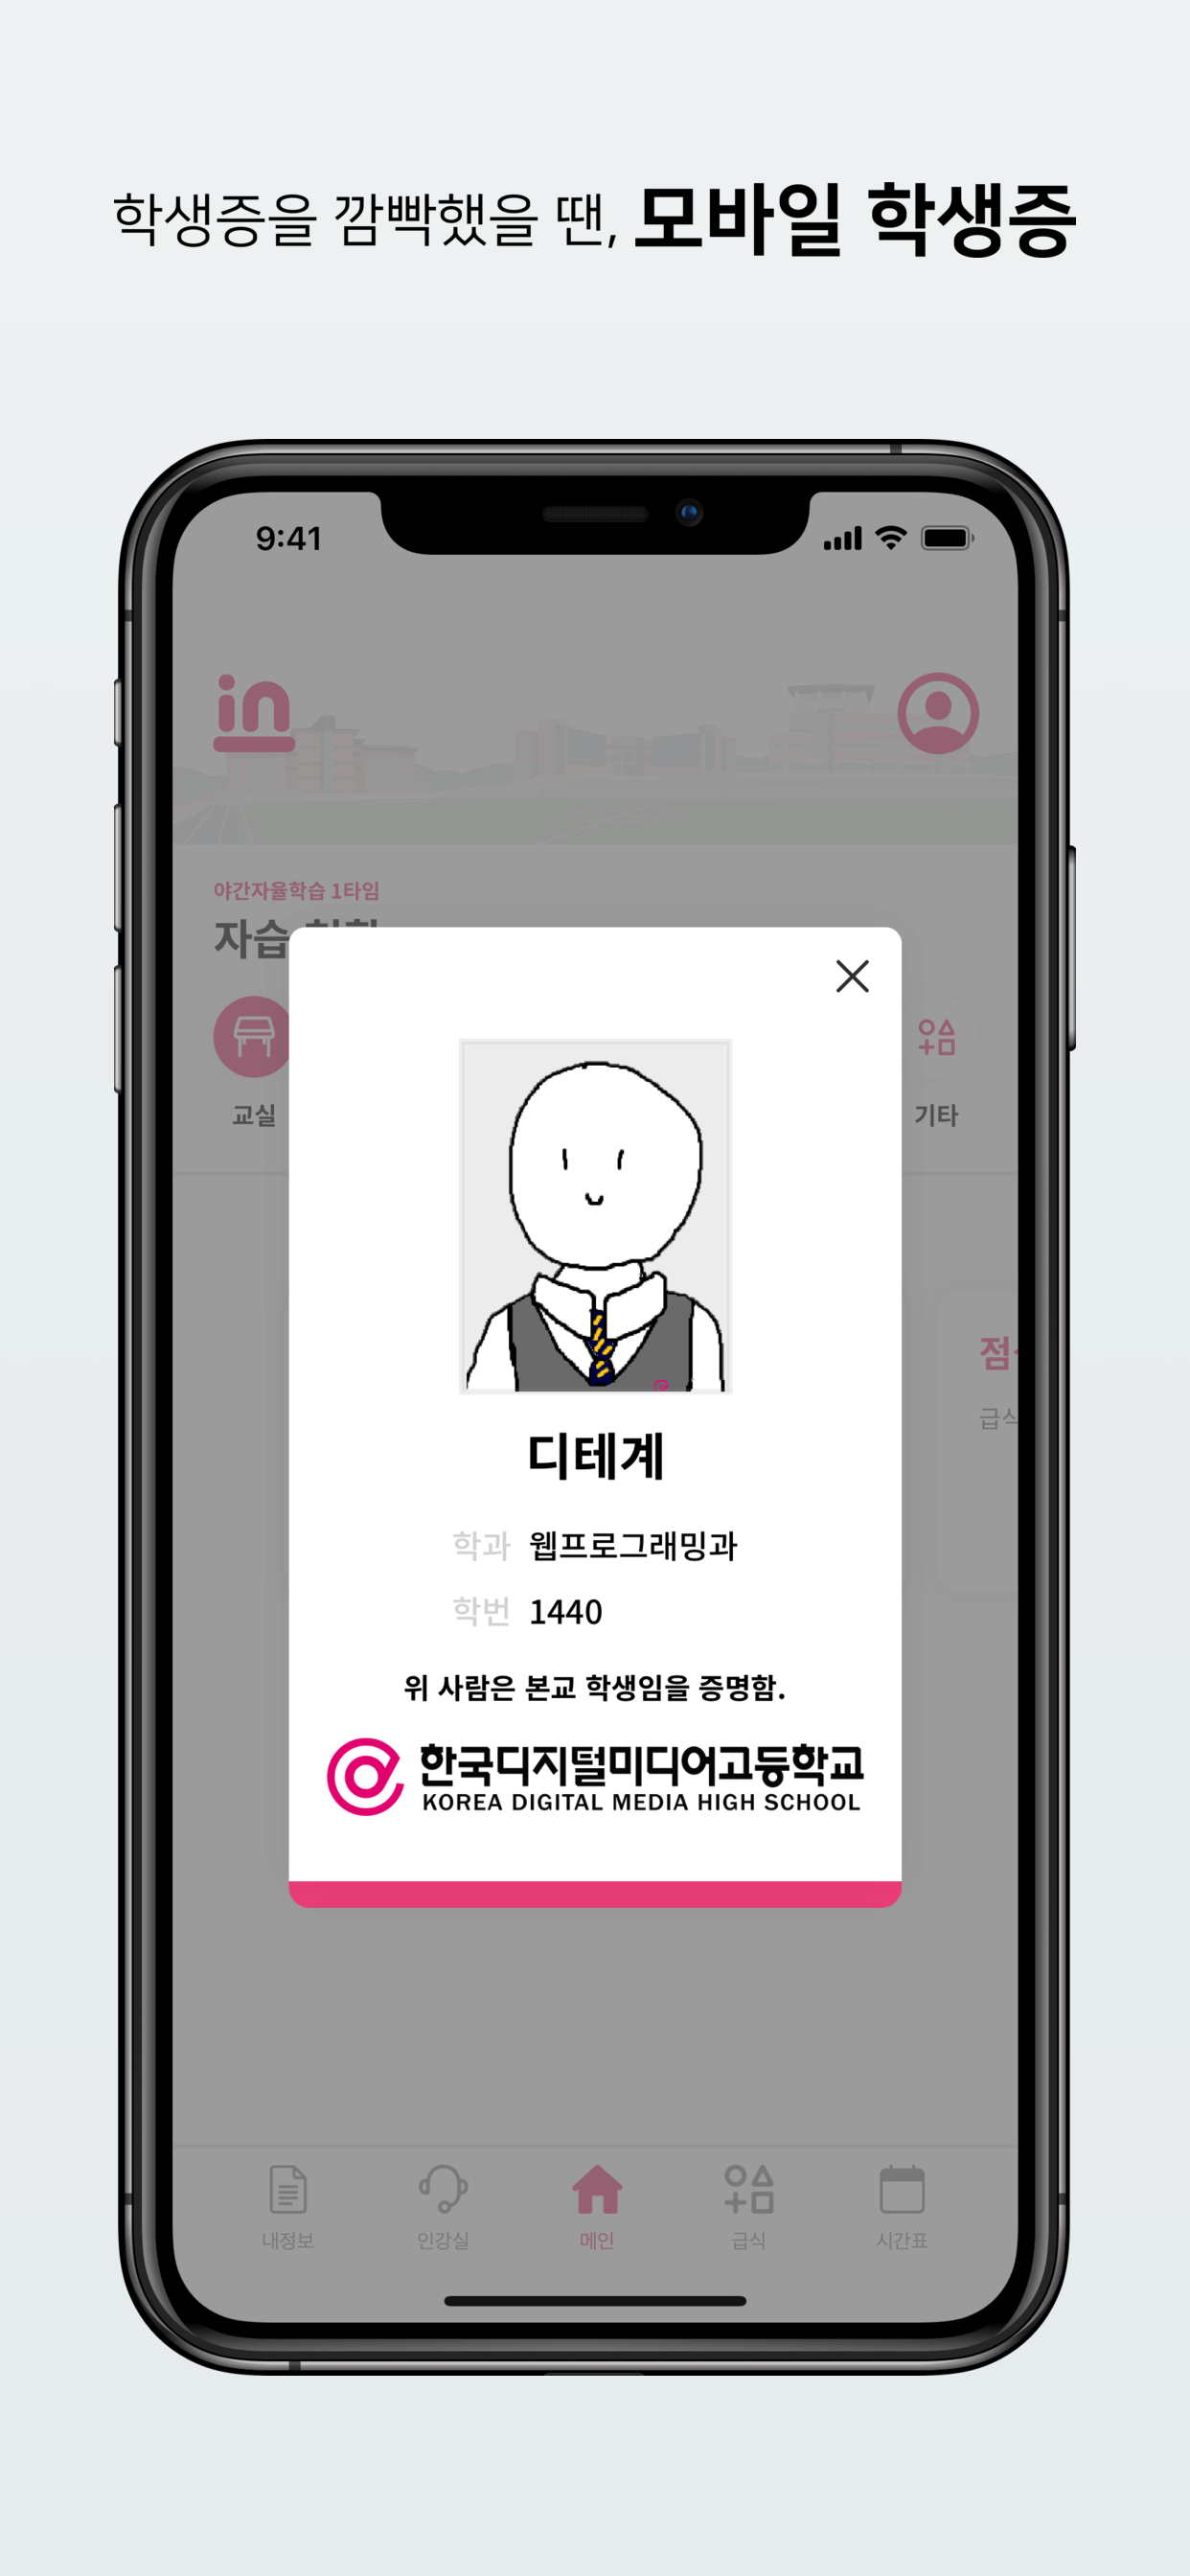 학생증을 깜빡했을 땐, 모바일 학생증
9:41
in
야간자율학습 1타임
자습
교실
기타
급식
디테계
학과 웹프로그래밍과
학번 1440
위 사람은 본교 학생임을 증명함.
한국디지털미디어고등학교
KOREA DIGITAL MEDIA HIGH SCHOOL
내정보
인강실
메인
급식
시간표